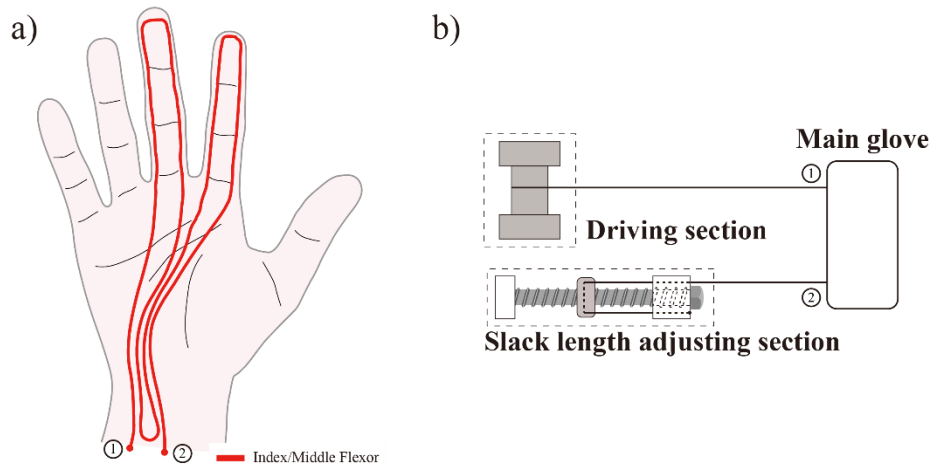 a)
① ②
Index/Middle Flexor
b)
Main glove
①
Driving section
②
Slack length adjusting section